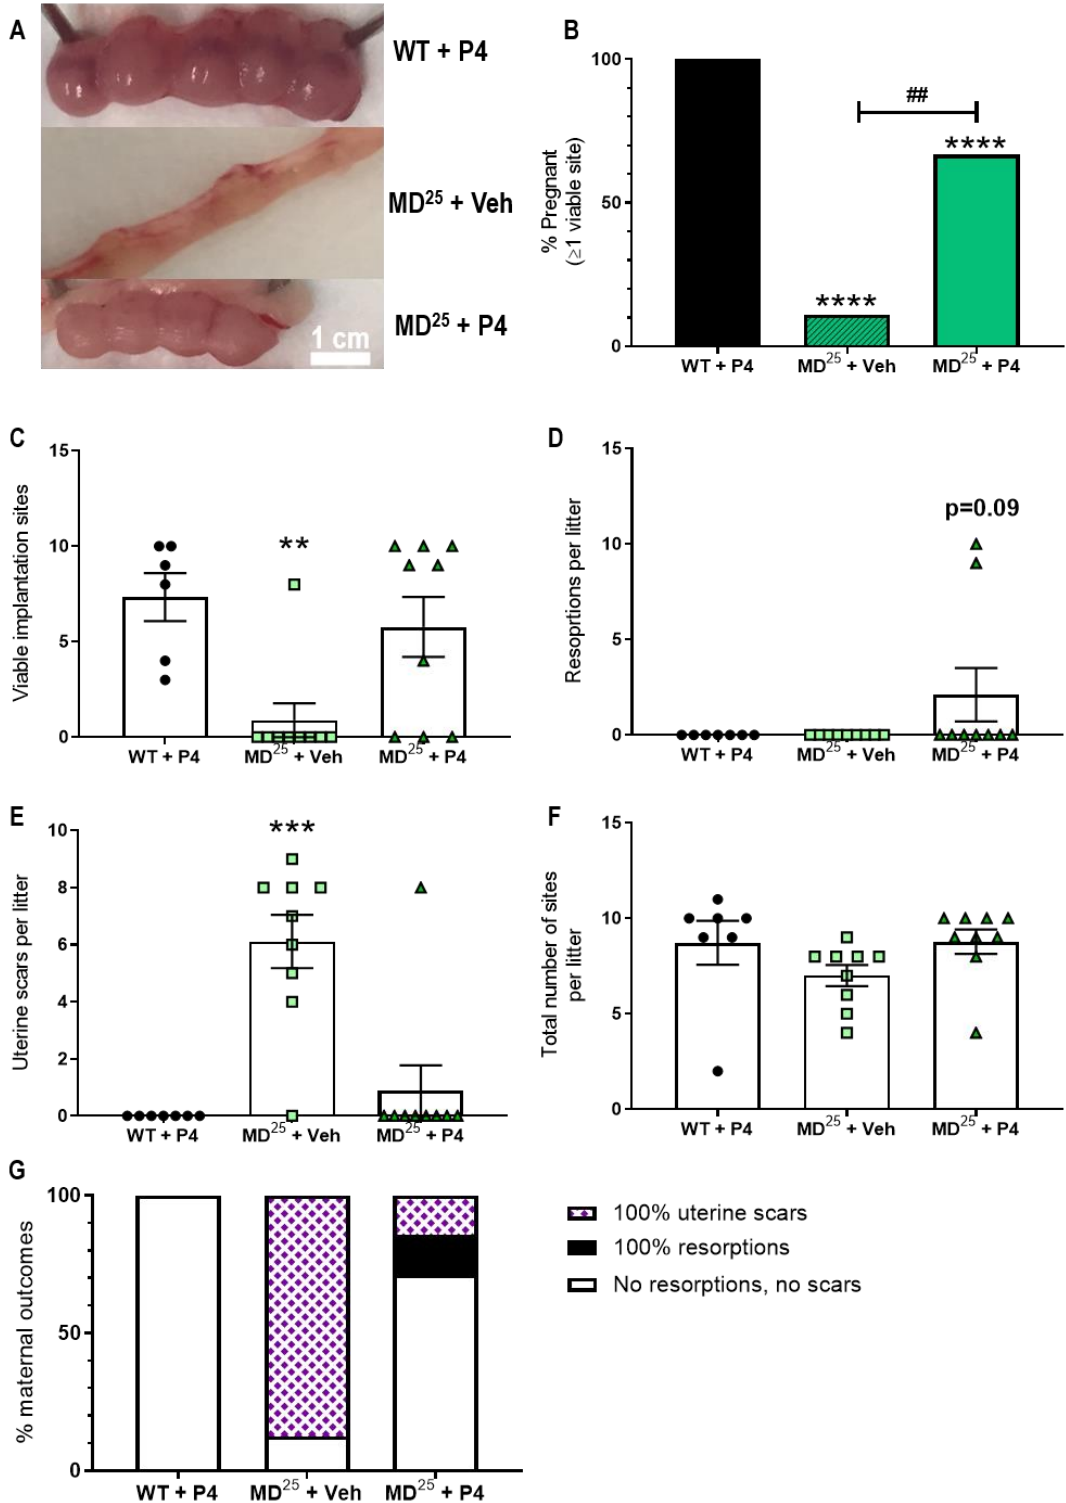 A
WT + P4
MD²⁵ + Veh
MD²⁵ + P4
1 cm
B
% Pregnant
(≥1 viable site)
100
50
0
##
****
****
WT + P4
MD²⁵ + Veh
MD²⁵ + P4
C
Viable implantation sites
15
10
5
0
**
WT + P4
MD²⁵ + Veh
MD²⁵ + P4
D
Resoprtions per litter
15
10
5
0
p=0.09
WT + P4
MD²⁵ + Veh
MD²⁵ + P4
E
Uterine scars per litter
10
8
6
4
2
0
***
WT + P4
MD²⁵ + Veh
MD²⁵ + P4
F
Total number of sites
per litter
15
10
5
0
WT + P4
MD²⁵ + Veh
MD²⁵ + P4
G
% maternal outcomes
100
50
0
WT + P4
MD²⁵ + Veh
MD²⁵ + P4
100% uterine scars
100% resorptions
No resorptions, no scars